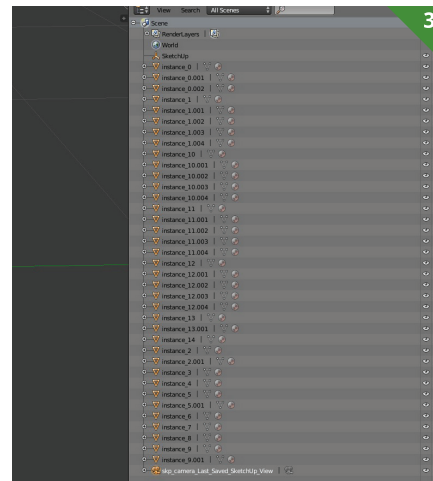 3
View Search All Scenes
Scene
RenderLayers |
World
SketchUp
instance_0 |
instance_0.001 |
instance_0.002 |
instance_1 |
instance_1.001 |
instance_1.002 |
instance_1.003 |
instance_1.004 |
instance_10 |
instance_10.001 |
instance_10.002 |
instance_10.003 |
instance_10.004 |
instance_11 |
instance_11.001 |
instance_11.002 |
instance_11.003 |
instance_11.004 |
instance_12 |
instance_12.001 |
instance_12.002 |
instance_12.003 |
instance_12.004 |
instance_13 |
instance_13.001 |
instance_14 |
instance_2 |
instance_2.001 |
instance_3 |
instance_4 |
instance_5 |
instance_5.001 |
instance_6 |
instance_7 |
instance_8 |
instance_9 |
instance_9.001 |
skp_camera_Last_Saved_SketchUp_View |